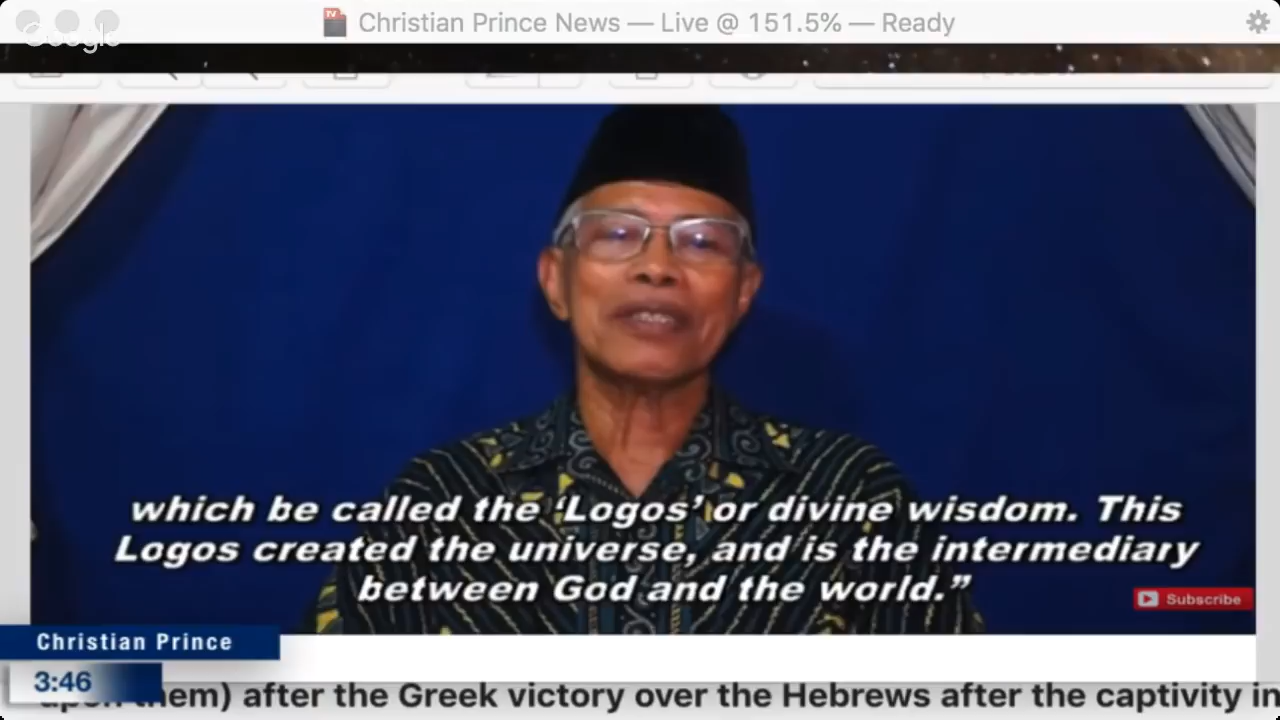 Christian Prince News — Live @ 151.5% — Ready
Google
which be called the ‘Logos’ or divine wisdom. This
Logos created the universe, and is the intermediary
between God and the world.”
Subscribe
Christian Prince
3:46
them) after the Greek victory over the Hebrews after the captivity in